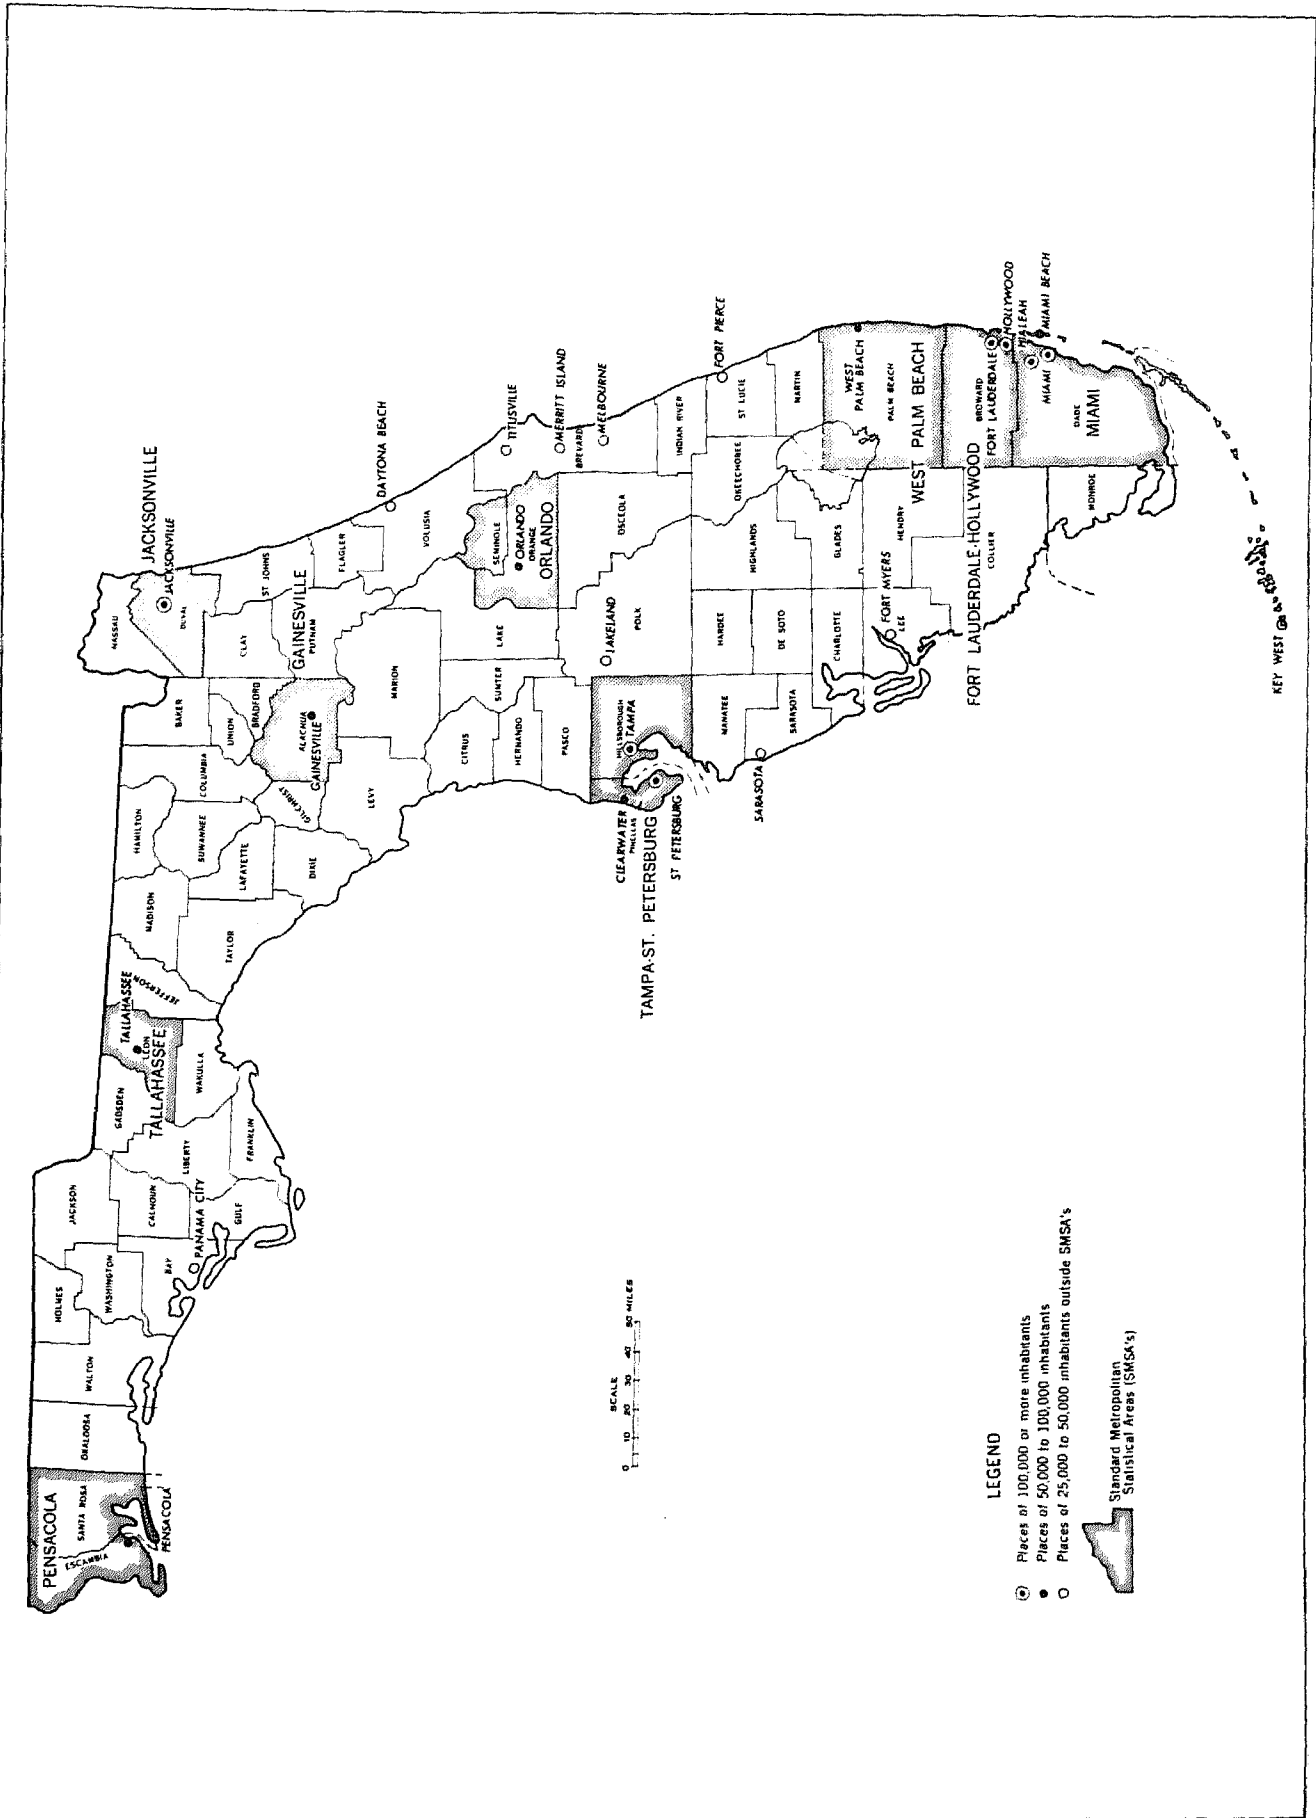 PENSACOLA
ESCAMBIA
SANTA ROSA
PENSACOLA
OKALOOSA
WALTON
HOLMES
WASHINGTON
BAY
PANAMA CITY
JACKSON
CALHOUN
GULF
GADSDEN
LIBERTY
FRANKLIN
TALLAHASSEE
LEON
TALLAHASSEE
WAKULLA
JEFFERSON
MADISON
TAYLOR
HAMILTON
SUWANNEE
LAFAYETTE
DIXIE
COLUMBIA
GILCHRIST
LEVY
BAKER
UNION
BRADFORD
ALACHUA
GAINESVILLE
GAINESVILLE
PUTNAM
NASSAU
JACKSONVILLE
JACKSONVILLE
DUVAL
CLAY
ST JOHNS
FLAGLER
DAYTONA BEACH
VOLUSIA
MARION
CITRUS
SUMTER
LAKE
HERNANDO
PASCO
SEMINOLE
ORLANDO
ORANGE
ORLANDO
TITUSVILLE
MERRITT ISLAND
BREVARD
MELBOURNE
OSCEOLA
LAKELAND
POLK
HILLSBOROUGH
TAMPA
CLEARWATER
PINELLAS
TAMPA-ST. PETERSBURG
ST PETERSBURG
MANATEE
HARDEE
SARASOTA
SARASOTA
DE SOTO
HIGHLANDS
OKEECHOBEE
INDIAN RIVER
FORT PIERCE
ST LUCIE
MARTIN
CHARLOTTE
GLADES
FORT MYERS
LEE
HENDRY
WEST
PALM BEACH
PALM BEACH
WEST PALM BEACH
BROWARD
FORT LAUDERDALE
FORT LAUDERDALE-HOLLYWOOD
HOLLYWOOD
HIALEAH
MIAMI BEACH
MIAMI
DADE
MIAMI
COLLIER
MONROE
KEY WEST
SCALE
0 10 20 30 40 50 MILES
LEGEND
Places of 100,000 or more inhabitants
Places of 50,000 to 100,000 inhabitants
Places of 25,000 to 50,000 inhabitants outside SMSA's
Standard Metropolitan
Statistical Areas (SMSA's)